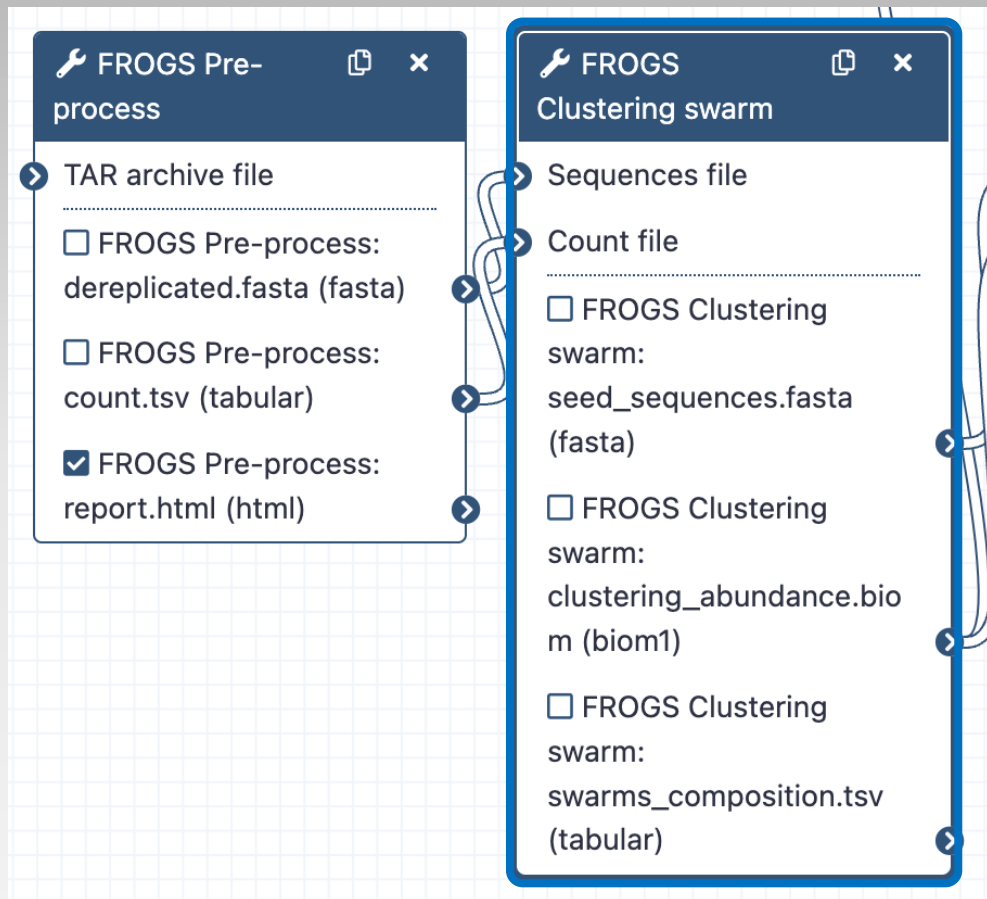 FROGS Pre-
process
TAR archive file
FROGS Pre-process:
dereplicated.fasta (fasta)
FROGS Pre-process:
count.tsv (tabular)
FROGS Pre-process:
report.html (html)
FROGS
Clustering swarm
Sequences file
Count file
FROGS Clustering
swarm:
seed_sequences.fasta
(fasta)
FROGS Clustering
swarm:
clustering_abundance.bio
m (biom1)
FROGS Clustering
swarm:
swarms_composition.tsv
(tabular)